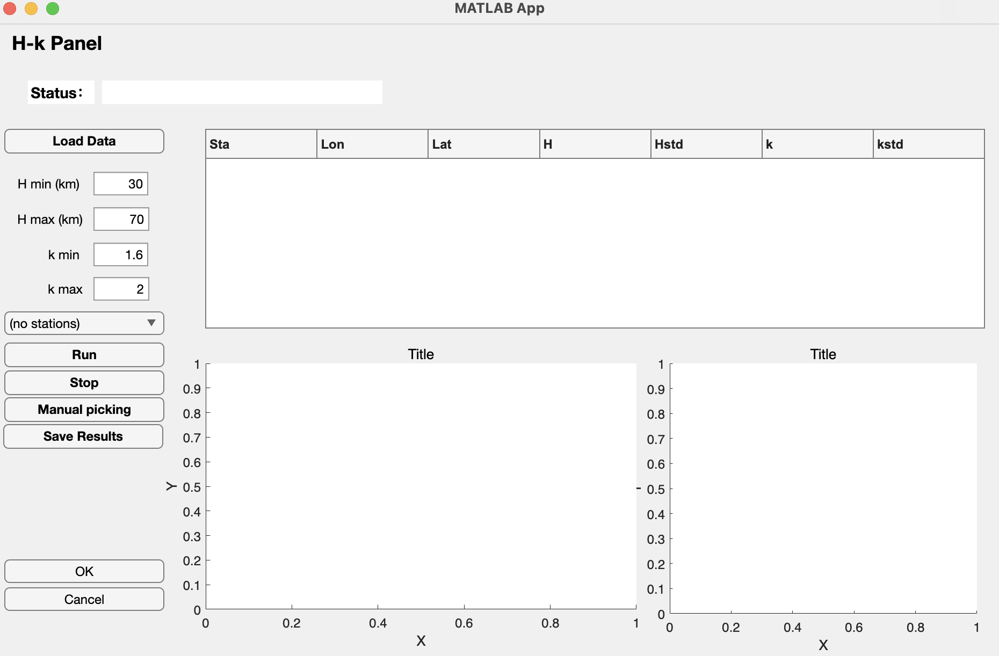 MATLAB App
H-k Panel
Status:
Load Data
Sta Lon Lat H Hstd k kstd
H min (km) 30
H max (km) 70
k min 1.6
k max 2
(no stations)
Run
Stop
Manual picking
Save Results
OK
Cancel
Title
1
0.9
0.8
0.7
0.6
0.5
0.4
0.3
0.2
0.1
0
Y
0 0.2 0.4 0.6 0.8 1
X
Title
1
0.9
0.8
0.7
0.6
0.5
0.4
0.3
0.2
0.1
0
0 0.2 0.4 0.6 0.8 1
X